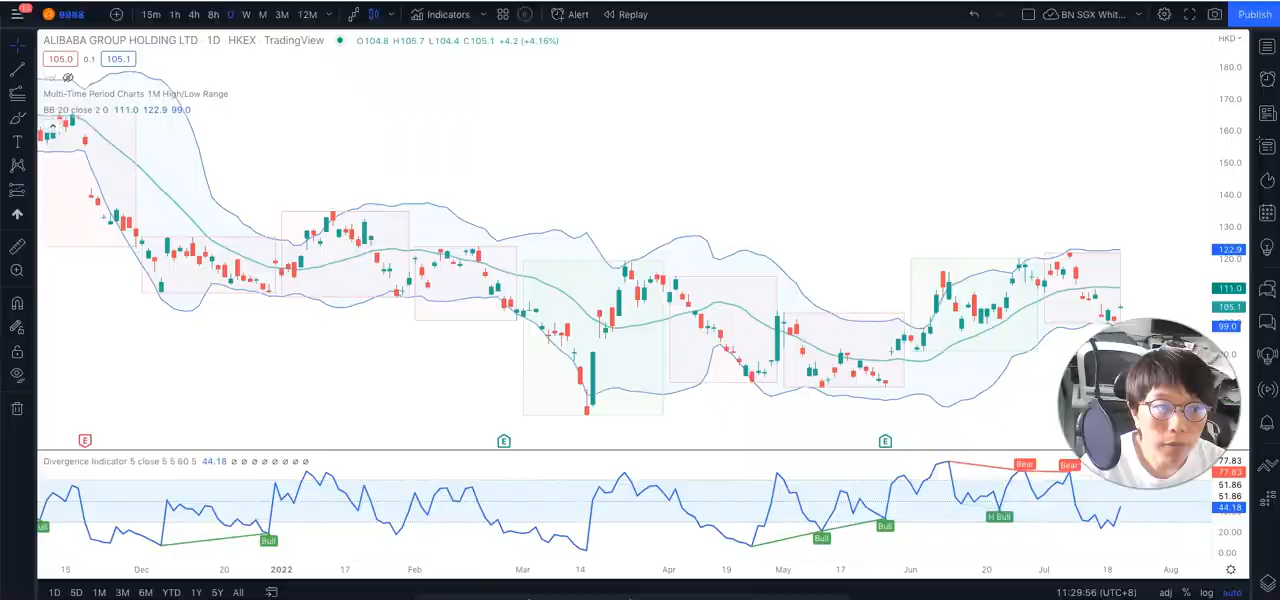 9988 15m 1h 4h 8h D W M 3M 12M Indicators Alert Replay BN SGX Whit... Publish
ALIBABA GROUP HOLDING LTD · 1D · HKEX · TradingView O104.8 H105.7 L104.4 C105.1 +4.2 (+4.16%) HKD
105.0 0.1 105.1
Vol
Multi-Time Period Charts 1M High/Low Range
BB 20 close 2 0 111.0 122.9 99.0
180.0
170.0
160.0
150.0
140.0
130.0
122.9
120.0
111.0
105.1
99.0
E E E
Divergence Indicator 5 close 5 5 60 5 44.18 ∅ ∅ ∅ ∅ ∅ ∅ ∅ ∅
Bear Bear
77.83
77.83
51.86
51.86
44.18
H Bull
Bull Bull Bull
20.00
0.00
15 Dec 20 2022 17 Feb Mar 14 Apr 19 May 17 Jun 20 Jul 18 Aug
1D 5D 1M 3M 6M YTD 1Y 5Y All 11:29:56 (UTC+8) adj % log auto